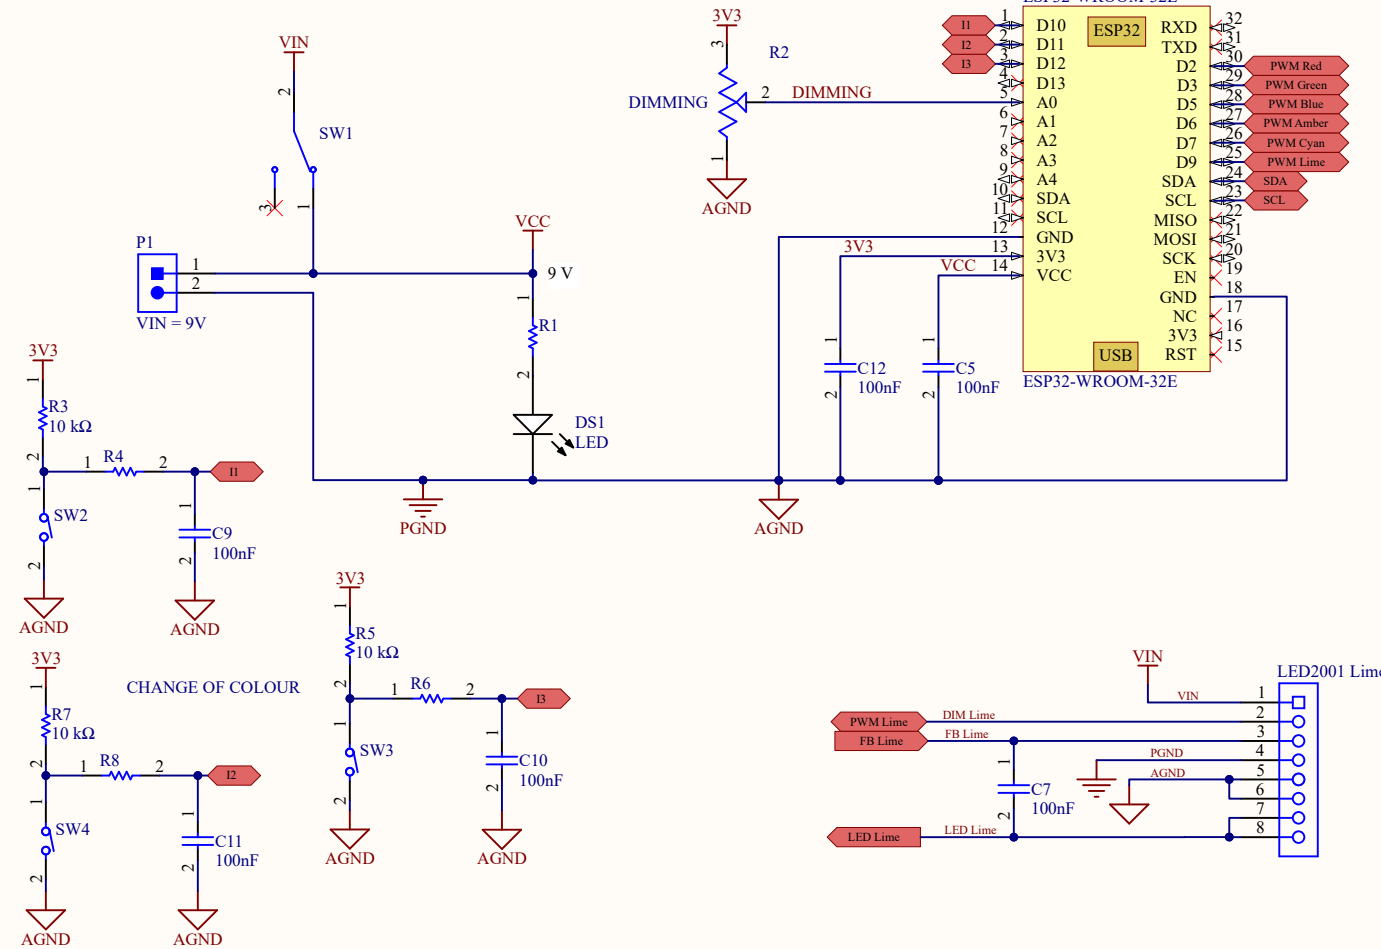 VIN
2
SW1
3
1
P1
1
2
VIN = 9V
VCC
9 V
1
R1
2
DS1
LED
PGND
3V3
3
R2
DIMMING
2
DIMMING
1
AGND
I1
I2
I3
1
2
3
4
5
6
7
8
9
10
11
12
13
14
3V3
VCC
D10
D11
D12
D13
A0
A1
A2
A3
A4
SDA
SCL
GND
3V3
VCC
ESP32
USB
RXD
TXD
D2
D3
D5
D6
D7
D9
SDA
SCL
MISO
MOSI
SCK
EN
GND
NC
3V3
RST
32
31
30
29
28
27
26
25
24
23
22
21
20
19
18
17
16
15
PWM Red
PWM Green
PWM Blue
PWM Amber
PWM Cyan
PWM Lime
SDA
SCL
ESP32-WROOM-32E
1
C12
100nF
2
1
C5
100nF
2
AGND
3V3
1
R3
10 kΩ
2
1
R4
2
I1
1
SW2
2
1
C9
100nF
2
AGND
AGND
3V3
1
R7
10 kΩ
2
CHANGE OF COLOUR
1
R8
2
I2
1
SW4
2
1
C11
100nF
2
AGND
AGND
3V3
1
R5
10 kΩ
2
1
R6
2
I3
1
SW3
2
1
C10
100nF
2
AGND
AGND
VIN
LED2001 Lime
VIN
1
PWM Lime
DIM Lime
2
FB Lime
FB Lime
3
PGND
4
AGND
5
6
7
8
1
C7
100nF
2
LED Lime
LED Lime